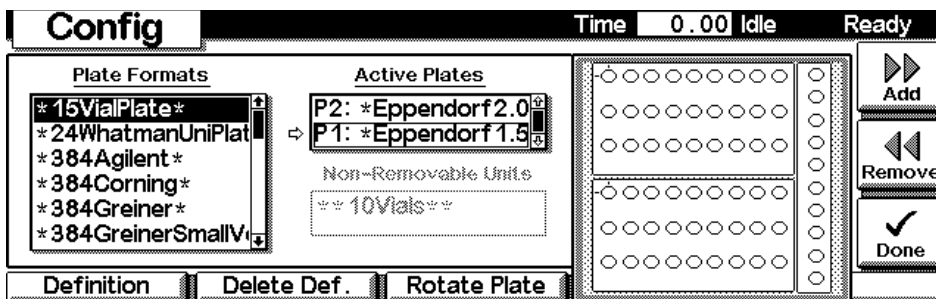 Config
Time 0.00 Idle Ready
Plate Formats
*15VialPlate*
*24WhatmanUniPlat
*384Agilent*
*384Corning*
*384Greiner*
*384GreinerSmallV
Active Plates
P2: *Eppendorf2.0
P1: *Eppendorf1.5
Non-Removable Units
**10Vials**
Add
Remove
Done
Definition
Delete Def.
Rotate Plate